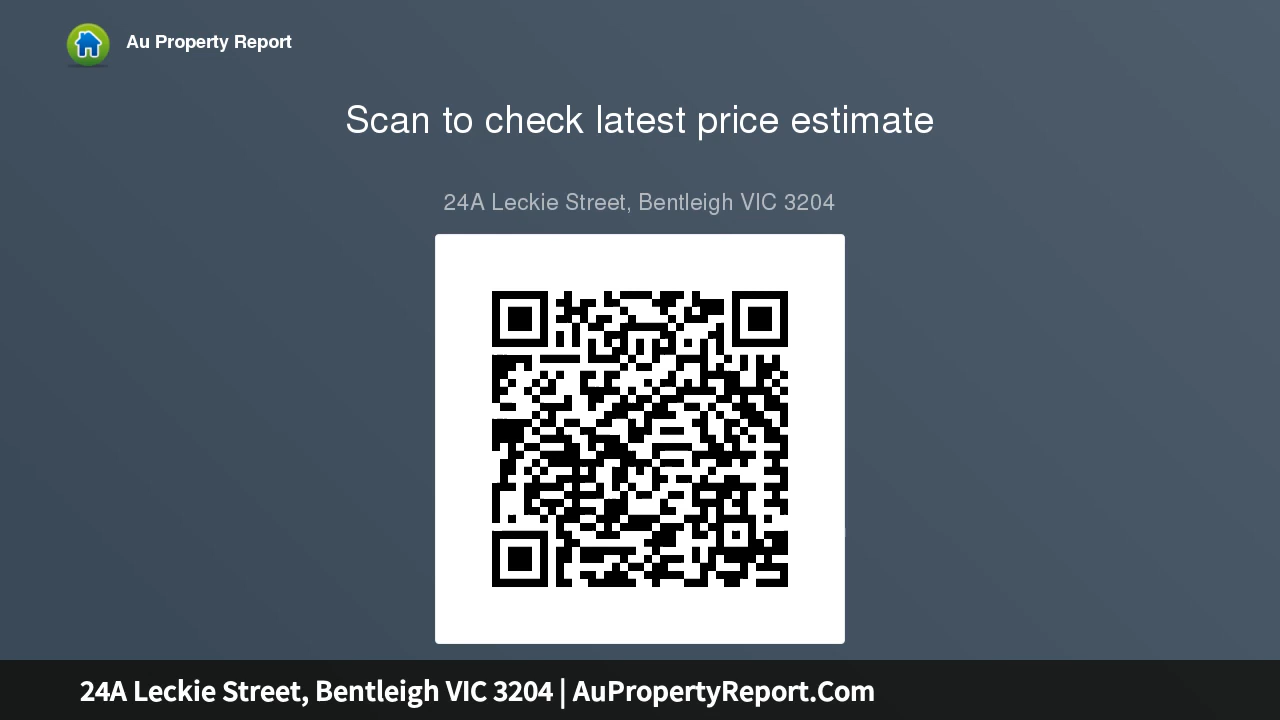 Au Property Report
Scan to check latest price estimate
24A Leckie Street, Bentleigh VIC 3204
24A Leckie Street, Bentleigh VIC 3204 | AuPropertyReport.Com